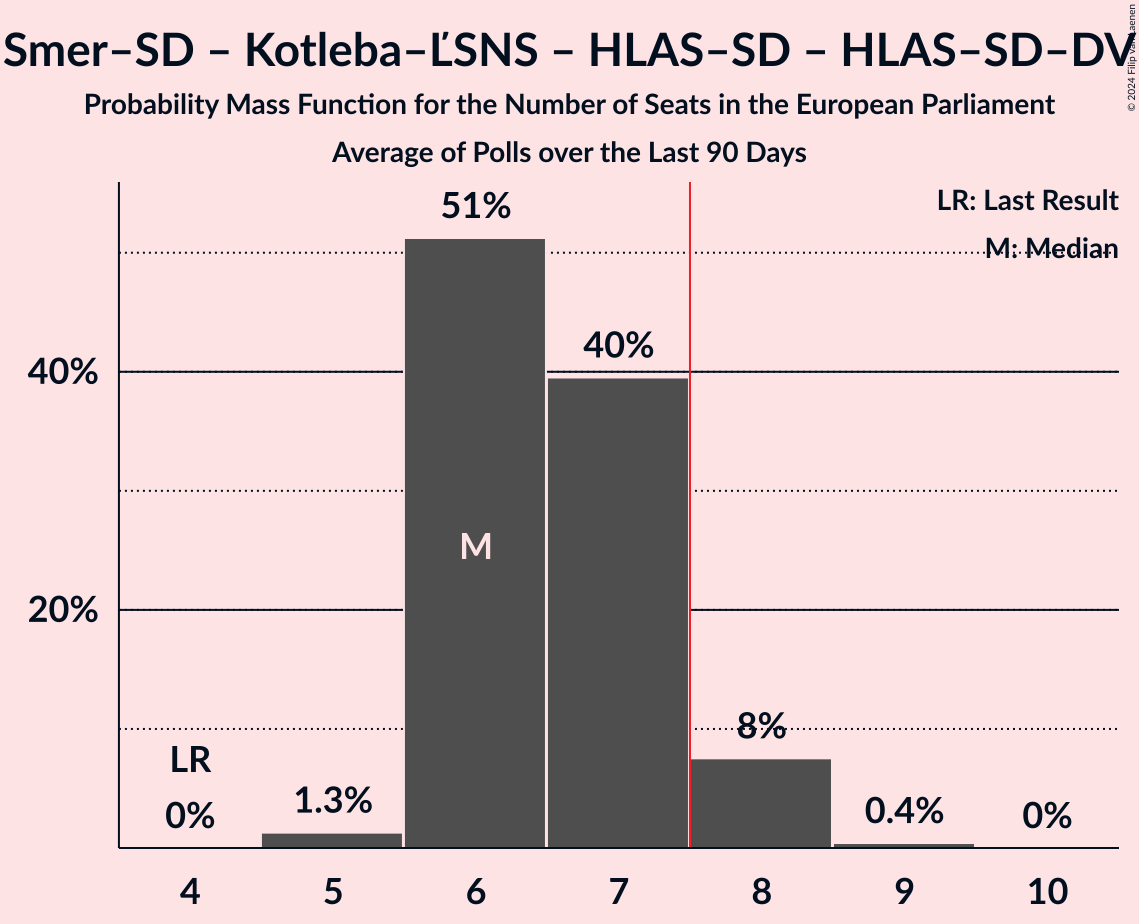 Smer–SD – Kotleba–ĽSNS – HLAS–SD – HLAS–SD–DV
Probability Mass Function for the Number of Seats in the European Parliament
Average of Polls over the Last 90 Days
© 2024 Filip van Laenen
LR: Last Result
M: Median
51%
40%
40%
M
20%
8%
LR
0%
1.3%
0.4%
0%
4 5 6 7 8 9 10